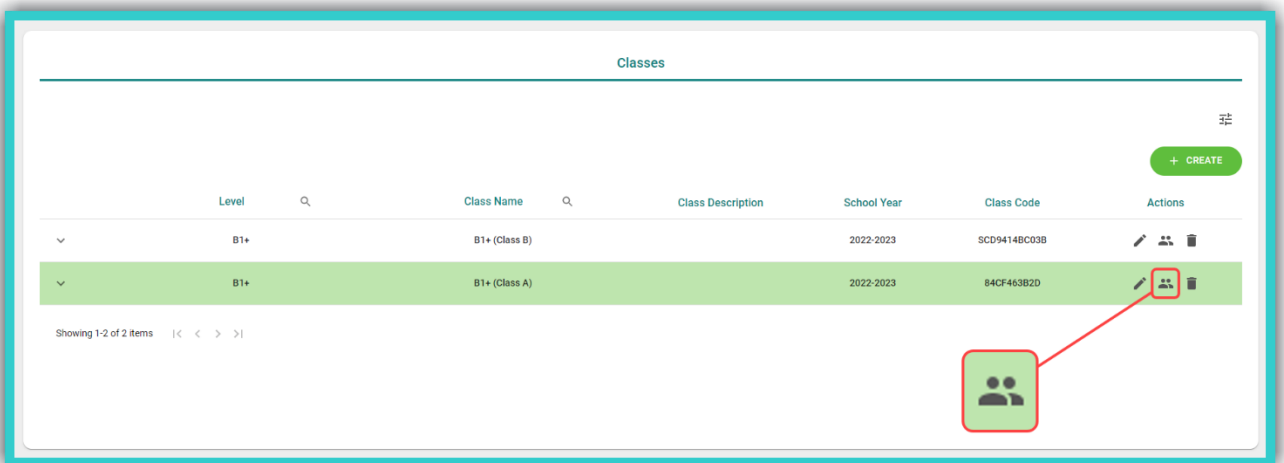 Classes
+ CREATE
Level Class Name Class Description School Year Class Code Actions
B1+ B1+ (Class B) 2022-2023 SCD9414BC03B
B1+ B1+ (Class A) 2022-2023 84CF463B2D
Showing 1-2 of 2 items |< < > >|